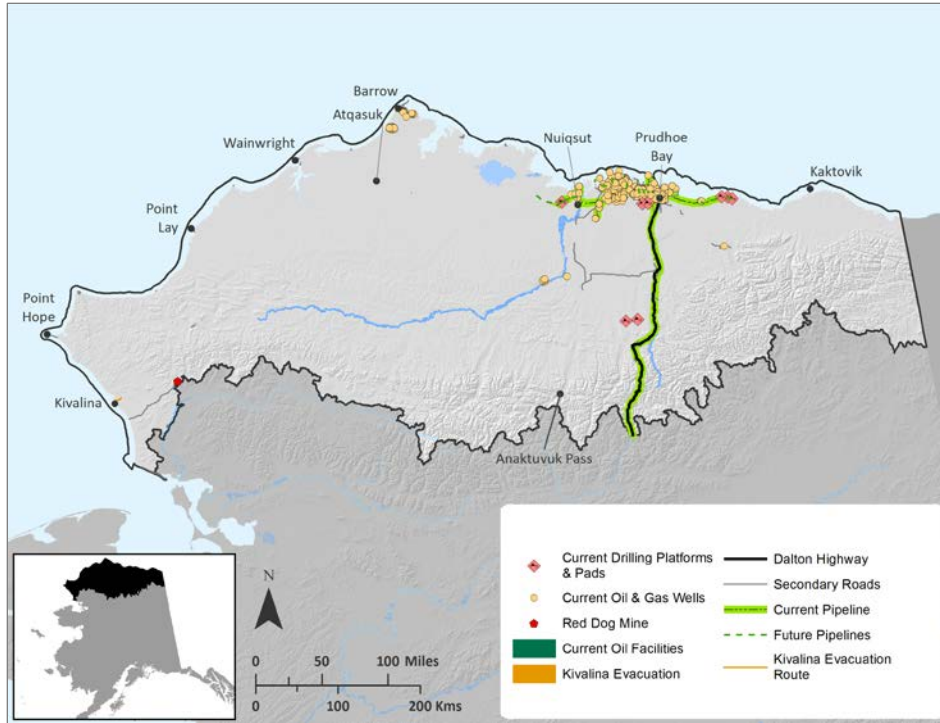 Barrow
Atqasuk
Wainwright
Nuiqsut
Prudhoe
Bay
Kaktovik
Point
Lay
Point
Hope
Kivalina
Anaktuvuk Pass
N
0 50 100 Miles
0 100 200 Kms
Current Drilling Platforms
& Pads
Current Oil & Gas Wells
Red Dog Mine
Current Oil Facilities
Kivalina Evacuation
Dalton Highway
Secondary Roads
Current Pipeline
Future Pipelines
Kivalina Evacuation
Route